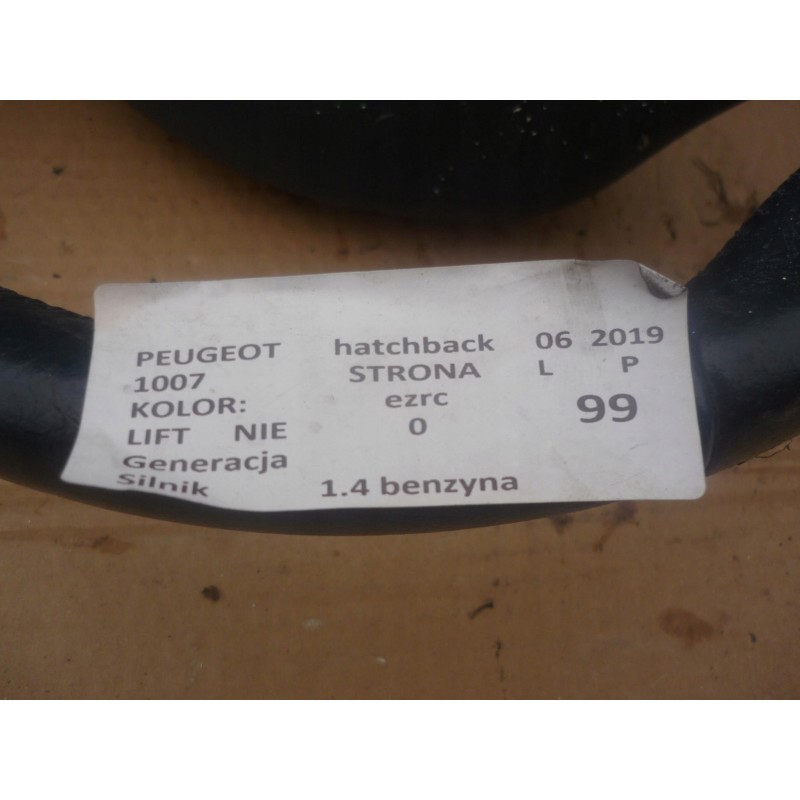 PEUGEOT hatchback 06 2019
1007 STRONA L P
KOLOR: ezrc 99
LIFT NIE 0
Generacja
Silnik 1.4 benzyna